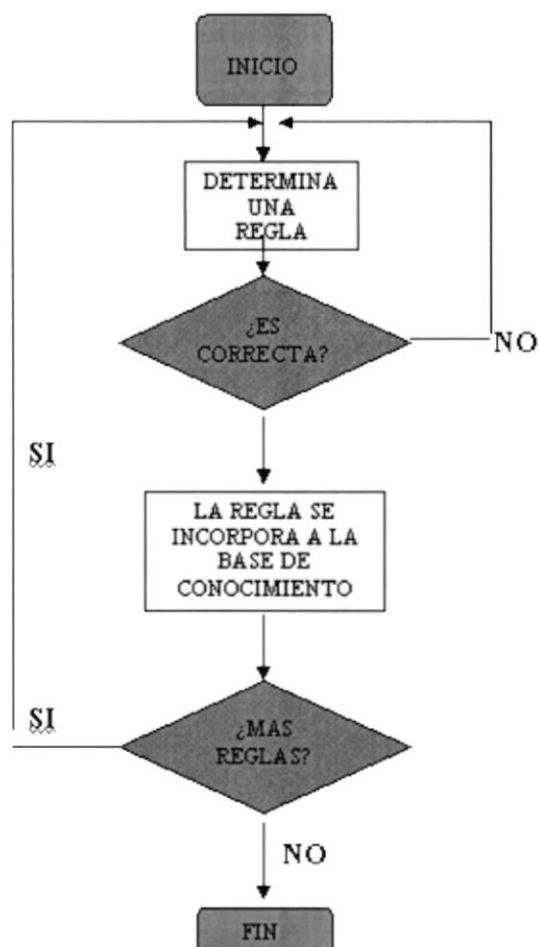 INICIO
DETERMINA
UNA
REGLA
¿ES
CORRECTA?
NO
SI
LA REGLA SE
INCORPORA A LA
BASE DE
CONOCIMIENTO
SI
¿MAS
REGLAS?
NO
FIN